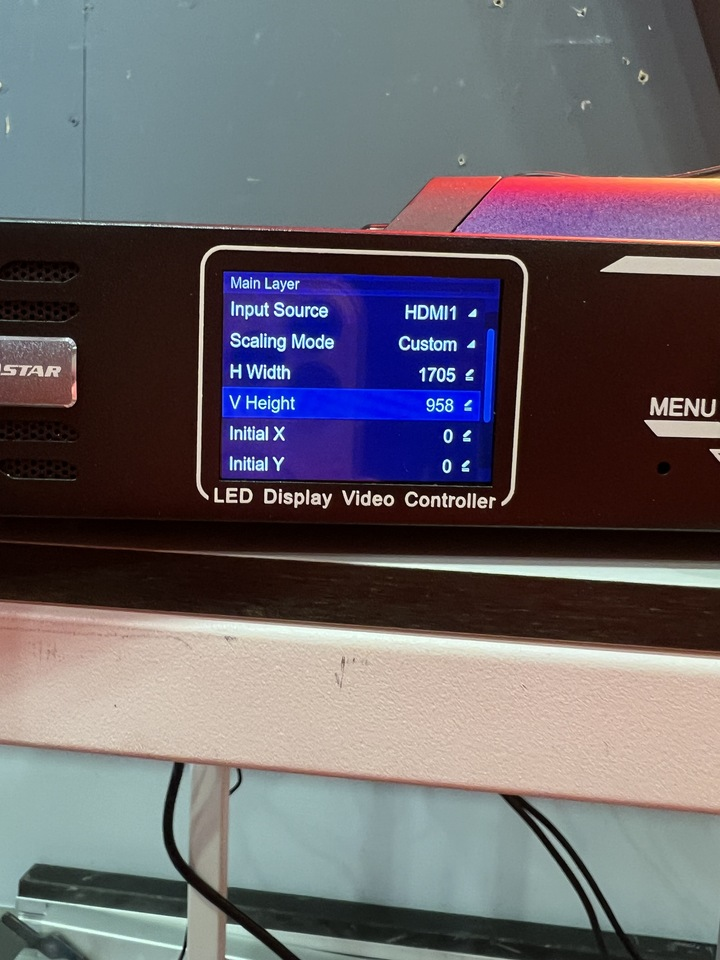 Main Layer
Input Source HDMI1
Scaling Mode Custom
H Width 1705
V Height 958
Initial X 0
Initial Y 0
STAR
MENU
LED Display Video Controller